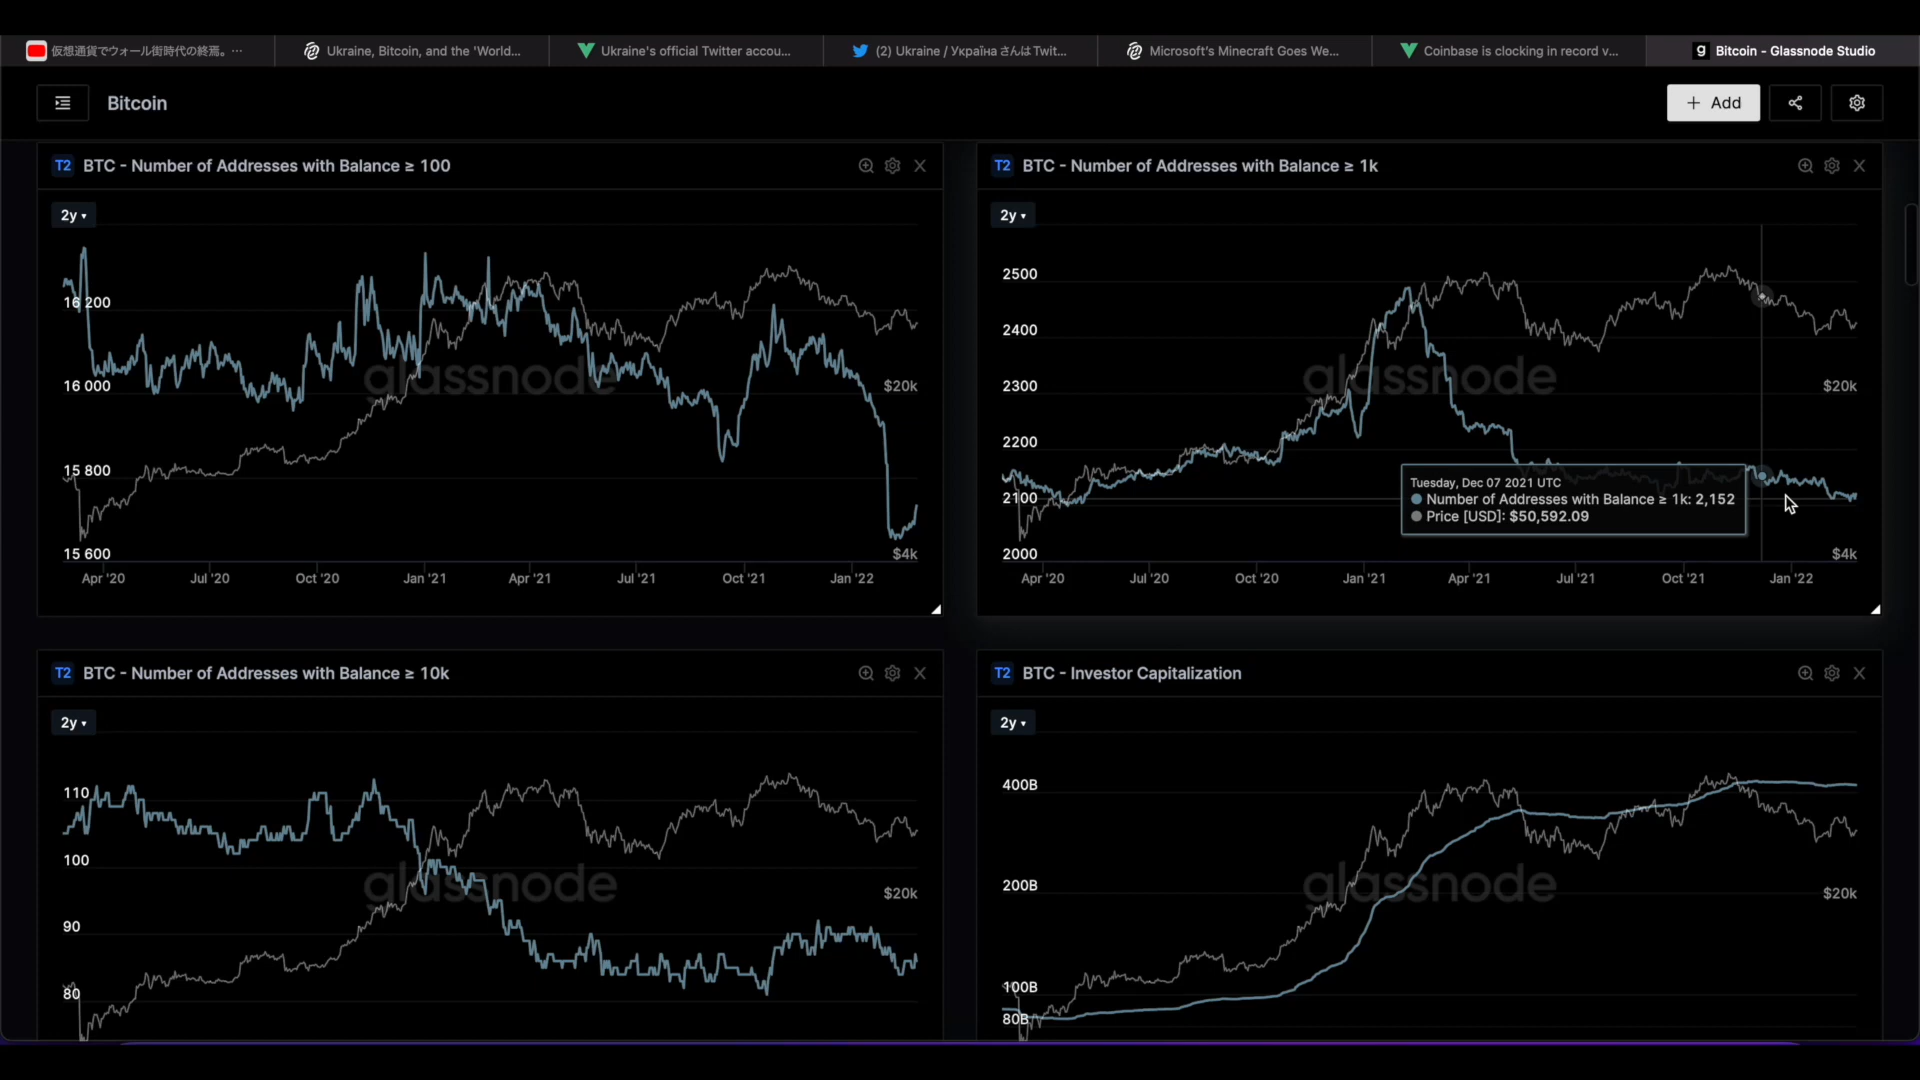 仮想通貨でウォール街時代の終焉。…
Ukraine, Bitcoin, and the 'World...
Ukraine's official Twitter accou...
(2) Ukraine / Україна さんはTwit...
Microsoft's Minecraft Goes We...
Coinbase is clocking in record v...
g Bitcoin - Glassnode Studio
Bitcoin
+ Add
T2 BTC - Number of Addresses with Balance ≥ 100
2y ▾
16 200
16 000
15 800
15 600
$20k
$4k
glassnode
Apr '20 Jul '20 Oct '20 Jan '21 Apr '21 Jul '21 Oct '21 Jan '22
T2 BTC - Number of Addresses with Balance ≥ 1k
2y ▾
2500
2400
2300
2200
2100
2000
$20k
$4k
glassnode
Tuesday, Dec 07 2021 UTC
Number of Addresses with Balance ≥ 1k: 2,152
Price [USD]: $50,592.09
Apr '20 Jul '20 Oct '20 Jan '21 Apr '21 Jul '21 Oct '21 Jan '22
T2 BTC - Number of Addresses with Balance ≥ 10k
2y ▾
110
100
90
80
$20k
glassnode
T2 BTC - Investor Capitalization
2y ▾
400B
200B
100B
80B
$20k
glassnode